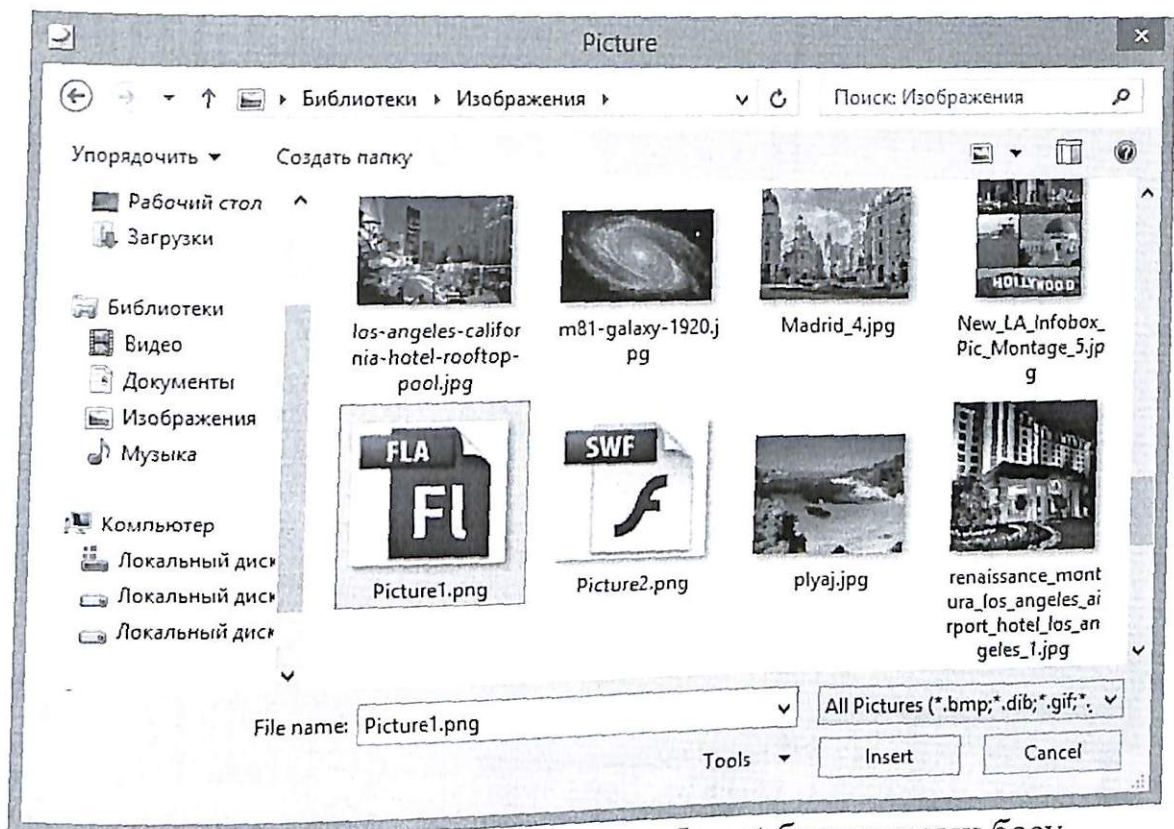 Picture
Библиотеки ▸ Изображения ▸
Поиск: Изображения
Упорядочить
Создать папку
Рабочий стол
Загрузки
Библиотеки
Видео
Документы
Изображения
Музыка
Компьютер
Локальный диск
Локальный диск
Локальный диск
los-angeles-califor
nia-hotel-rooftop-
pool.jpg
m81-galaxy-1920.j
pg
Madrid_4.jpg
HOLLYWOOD
New_LA_Infobox_
Pic_Montage_5.jp
g
FLA
Fl
Picture1.png
SWF
Picture2.png
plyaj.jpg
renaissance_mont
ura_los_angeles_ai
rport_hotel_los_an
geles_1.jpg
File name: Picture1.png
All Pictures (*.bmp;*.dib;*.gif;*.
Tools
Insert
Cancel
басу